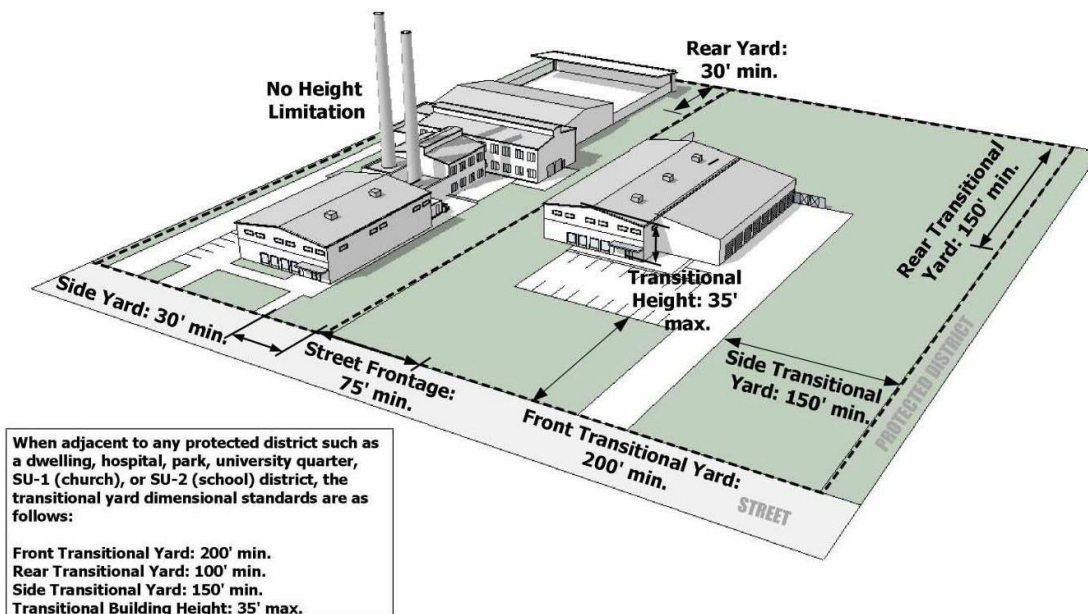 No Height
Limitation
Rear Yard:
30' min.
Rear Transitional
Yard: 150' min.
Transitional
Height: 35'
max.
Side Yard: 30' min.
Street Frontage:
75' min.
Side Transitional
Yard: 150' min.
Front Transitional Yard:
200' min.
PROTECTED DISTRICT
STREET
When adjacent to any protected district such as
a dwelling, hospital, park, university quarter,
SU-1 (church), or SU-2 (school) district, the
transitional yard dimensional standards are as
follows:
Front Transitional Yard: 200' min.
Rear Transitional Yard: 100' min.
Side Transitional Yard: 150' min.
Transitional Building Height: 35' max.